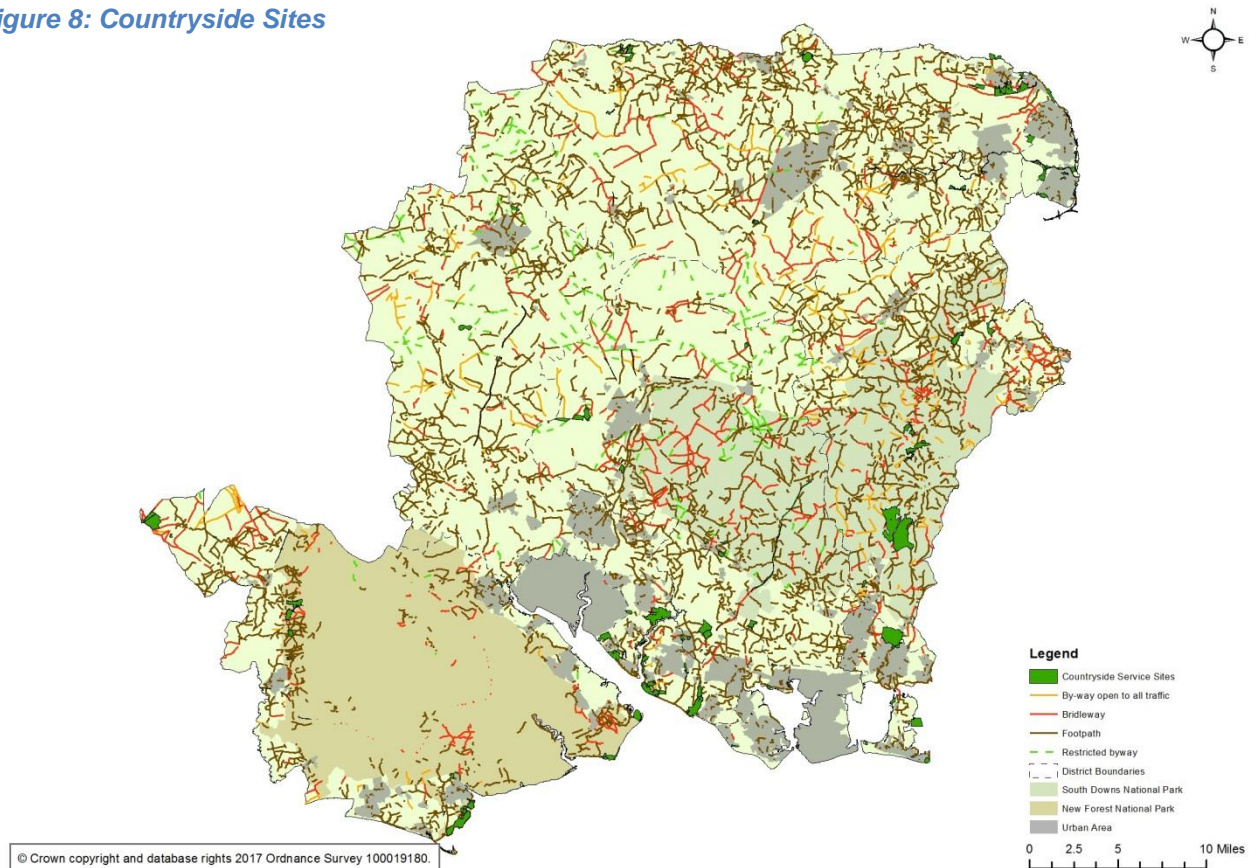 igure 8: Countryside Sites
N
W
E
S
Legend
Countryside Service Sites
By-way open to all traffic
Bridleway
Footpath
Restricted byway
District Boundaries
South Downs National Park
New Forest National Park
Urban Area
0 2.5 5 10 Miles
© Crown copyright and database rights 2017 Ordnance Survey 100019180.